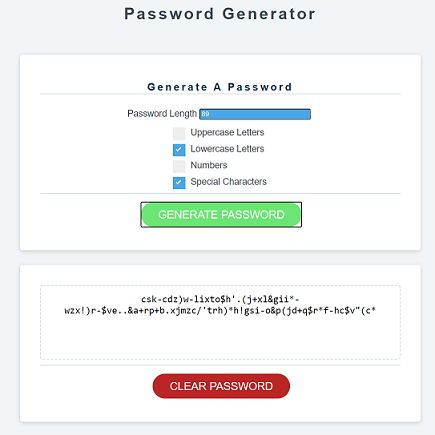 Password Generator
Generate A Password
Password Length 89
Uppercase Letters
Lowercase Letters
Numbers
Special Characters
GENERATE PASSWORD
csk-cdz)w-lixto$h'.(j+xl&gii*-
wzx!)r-$ve..&a+rp+b.xjmzc/'trh)*h!gsi-o&p(jd+q$r*f-hc$v"(c*
CLEAR PASSWORD